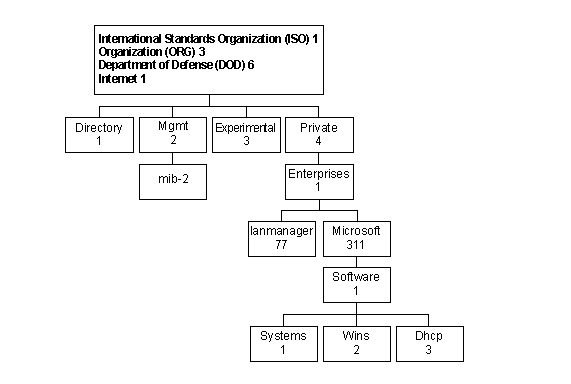 International Standards Organization (ISO) 1
Organization (ORG) 3
Department of Defense (DOD) 6
Internet 1
Directory
1
Mgmt
2
Experimental
3
Private
4
mib-2
Enterprises
1
lanmanager
77
Microsoft
311
Software
1
Systems
1
Wins
2
Dhcp
3